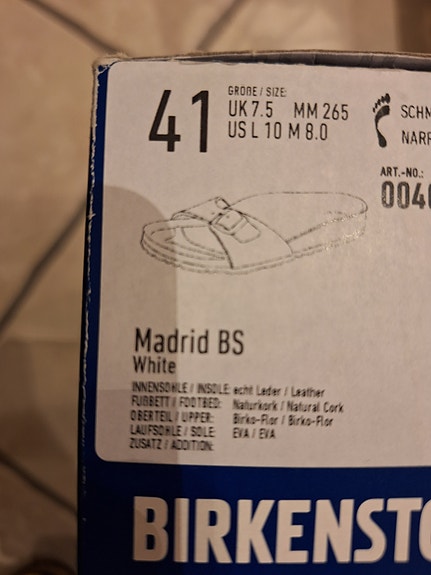 41
GRÖßE / SIZE:
UK 7.5 MM 265
US L 10 M 8.0
ART.-NO.:
Madrid BS
White
INNENSOHLE / INSOLE: echt Leder / Leather
FUßBETT / FOOTBED: Naturkork / Natural Cork
OBERTEIL / UPPER: Birko-Flor / Birko-Flor
LAUFSOHLE / SOLE: EVA / EVA
ZUSATZ / ADDITION: